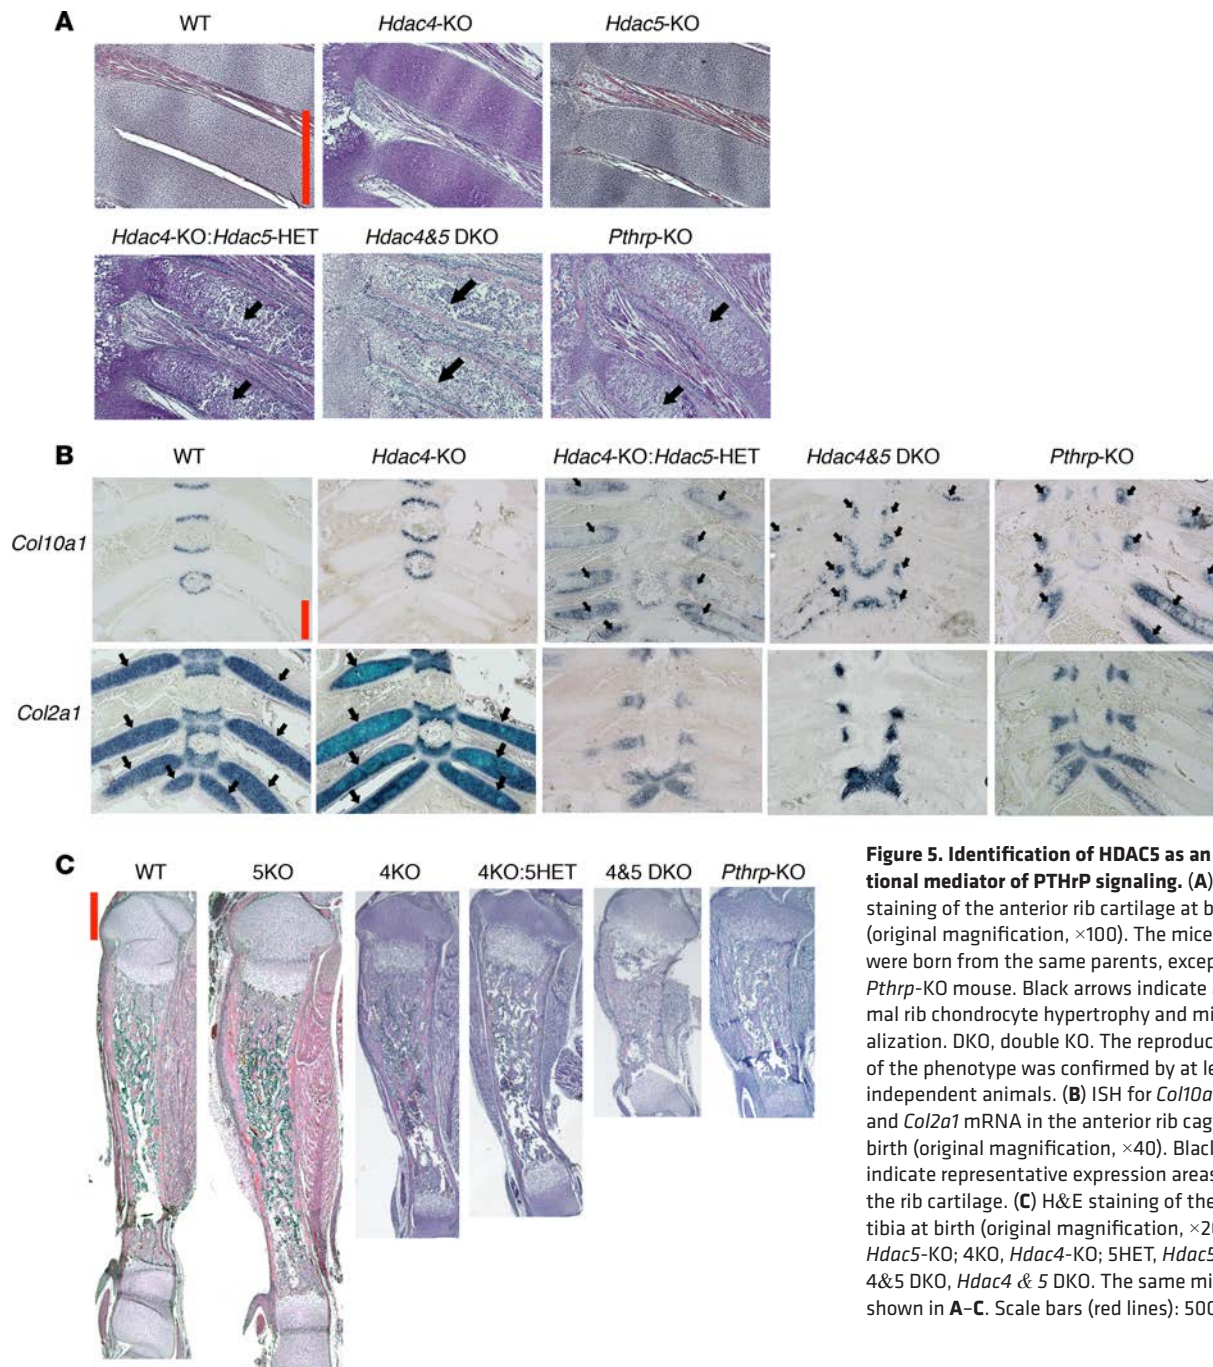 A
WT
Hdac4-KO
Hdac5-KO
Hdac4-KO:Hdac5-HET
Hdac4&5 DKO
Pthrp-KO
B
WT
Hdac4-KO
Hdac4-KO:Hdac5-HET
Hdac4&5 DKO
Pthrp-KO
Col10a1
Col2a1
C
WT
5KO
4KO
4KO:5HET
4&5 DKO
Pthrp-KO
Figure 5. Identification of HDAC5 as an
tional mediator of PTHrP signaling. (A)
staining of the anterior rib cartilage at b
(original magnification, ×100). The mice
were born from the same parents, excep
Pthrp-KO mouse. Black arrows indicate
mal rib chondrocyte hypertrophy and mi
alization. DKO, double KO. The reproduc
of the phenotype was confirmed by at le
independent animals. (B) ISH for Col10a
and Col2a1 mRNA in the anterior rib cag
birth (original magnification, ×40). Black
indicate representative expression areas
the rib cartilage. (C) H&E staining of the
tibia at birth (original magnification, ×20
Hdac5-KO; 4KO, Hdac4-KO; 5HET, Hdac5
4&5 DKO, Hdac4 & 5 DKO. The same mi
shown in A–C. Scale bars (red lines): 500